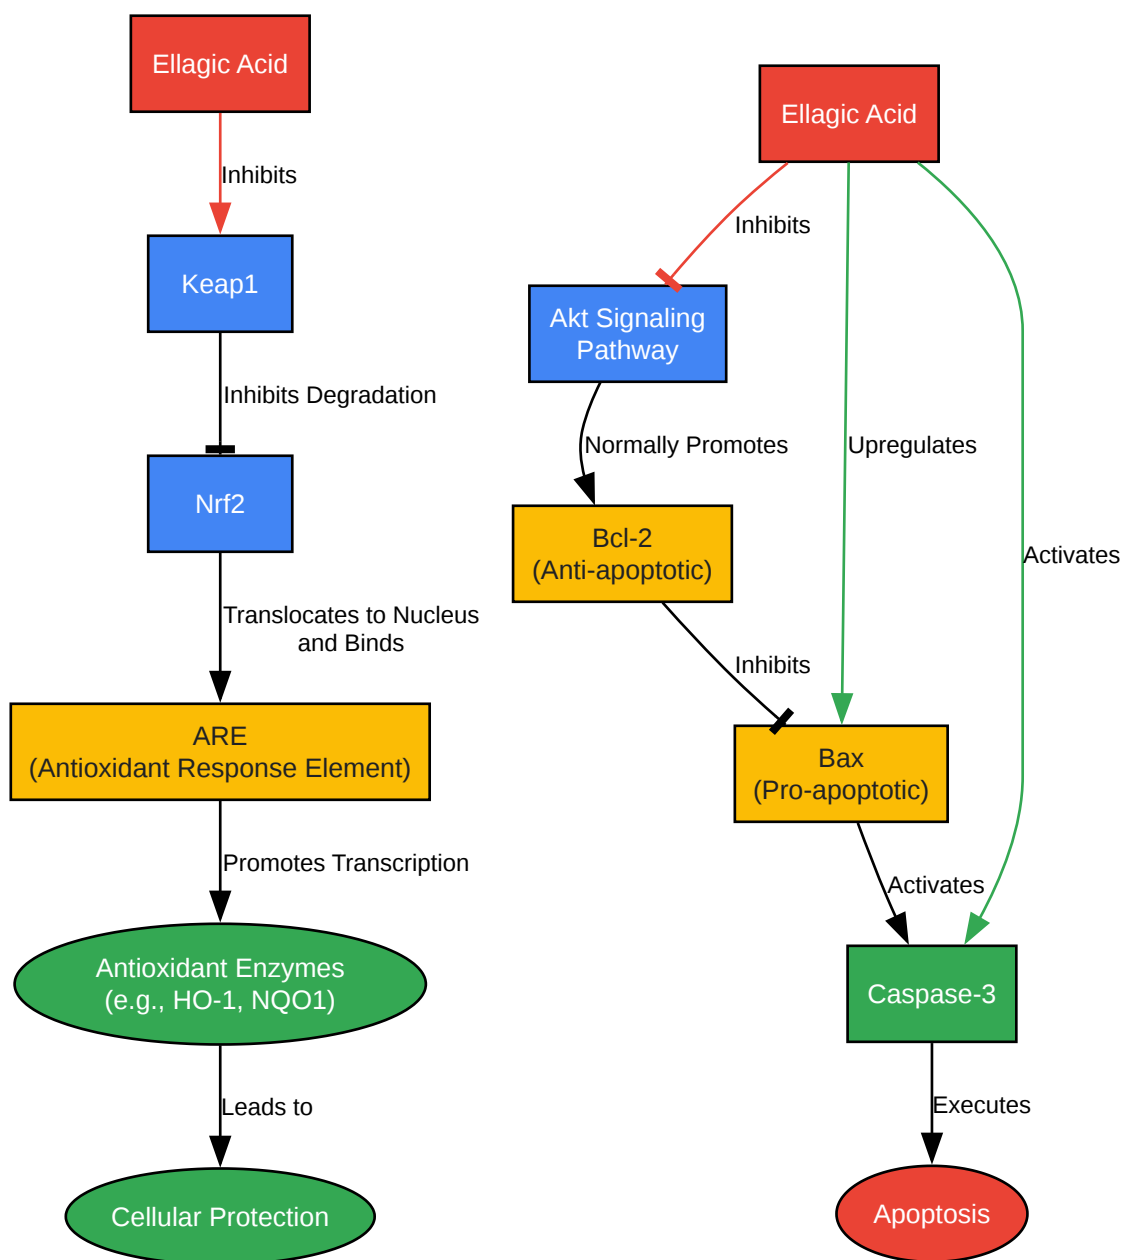 Ellagic Acid
Inhibits
Keap1
Inhibits Degradation
Nrf2
Translocates to Nucleus
and Binds
ARE
(Antioxidant Response Element)
Promotes Transcription
Antioxidant Enzymes
(e.g., HO-1, NQO1)
Leads to
Cellular Protection
Ellagic Acid
Inhibits
Akt Signaling
Pathway
Normally Promotes
Upregulates
Bcl-2
(Anti-apoptotic)
Activates
Inhibits
Bax
(Pro-apoptotic)
Activates
Caspase-3
Executes
Apoptosis